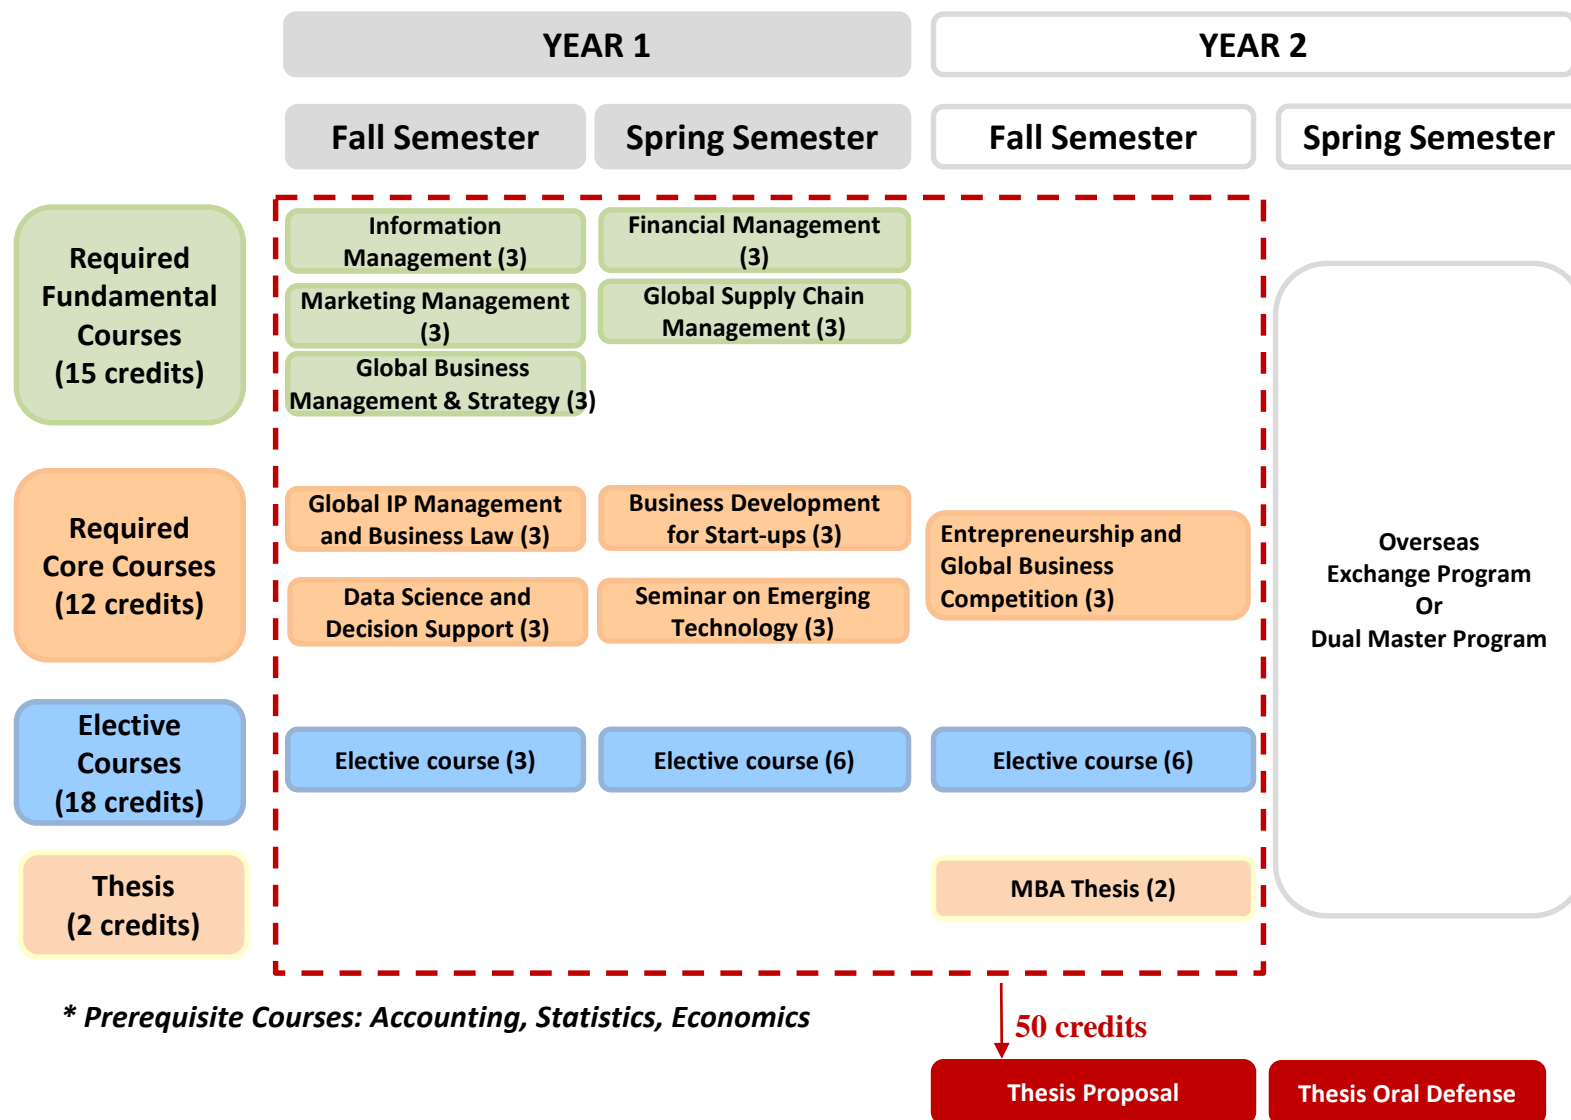 YEAR 1
YEAR 2
Fall Semester
Spring Semester
Fall Semester
Spring Semester
Required
Fundamental
Courses
(15 credits)
Information
Management (3)
Marketing Management
(3)
Global Business
Management & Strategy (3)
Financial Management
(3)
Global Supply Chain
Management (3)
Required
Core Courses
(12 credits)
Global IP Management
and Business Law (3)
Data Science and
Decision Support (3)
Business Development
for Start-ups (3)
Seminar on Emerging
Technology (3)
Entrepreneurship and
Global Business
Competition (3)
Overseas
Exchange Program
Or
Dual Master Program
Elective
Courses
(18 credits)
Elective course (3)
Elective course (6)
Elective course (6)
Thesis
(2 credits)
MBA Thesis (2)
* Prerequisite Courses: Accounting, Statistics, Economics
50 credits
Thesis Proposal
Thesis Oral Defense